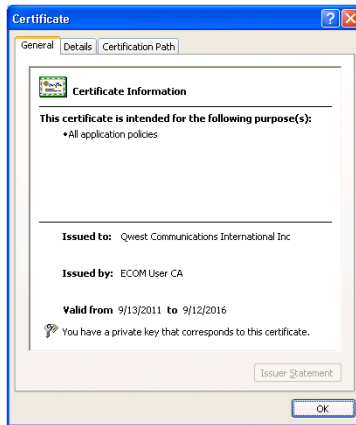 Certificate
General Details Certification Path
Certificate Information
This certificate is intended for the following purpose(s):
•All application policies
Issued to: Qwest Communications International Inc
Issued by: ECOM User CA
Valid from 9/13/2011 to 9/12/2016
You have a private key that corresponds to this certificate.
Issuer Statement
OK